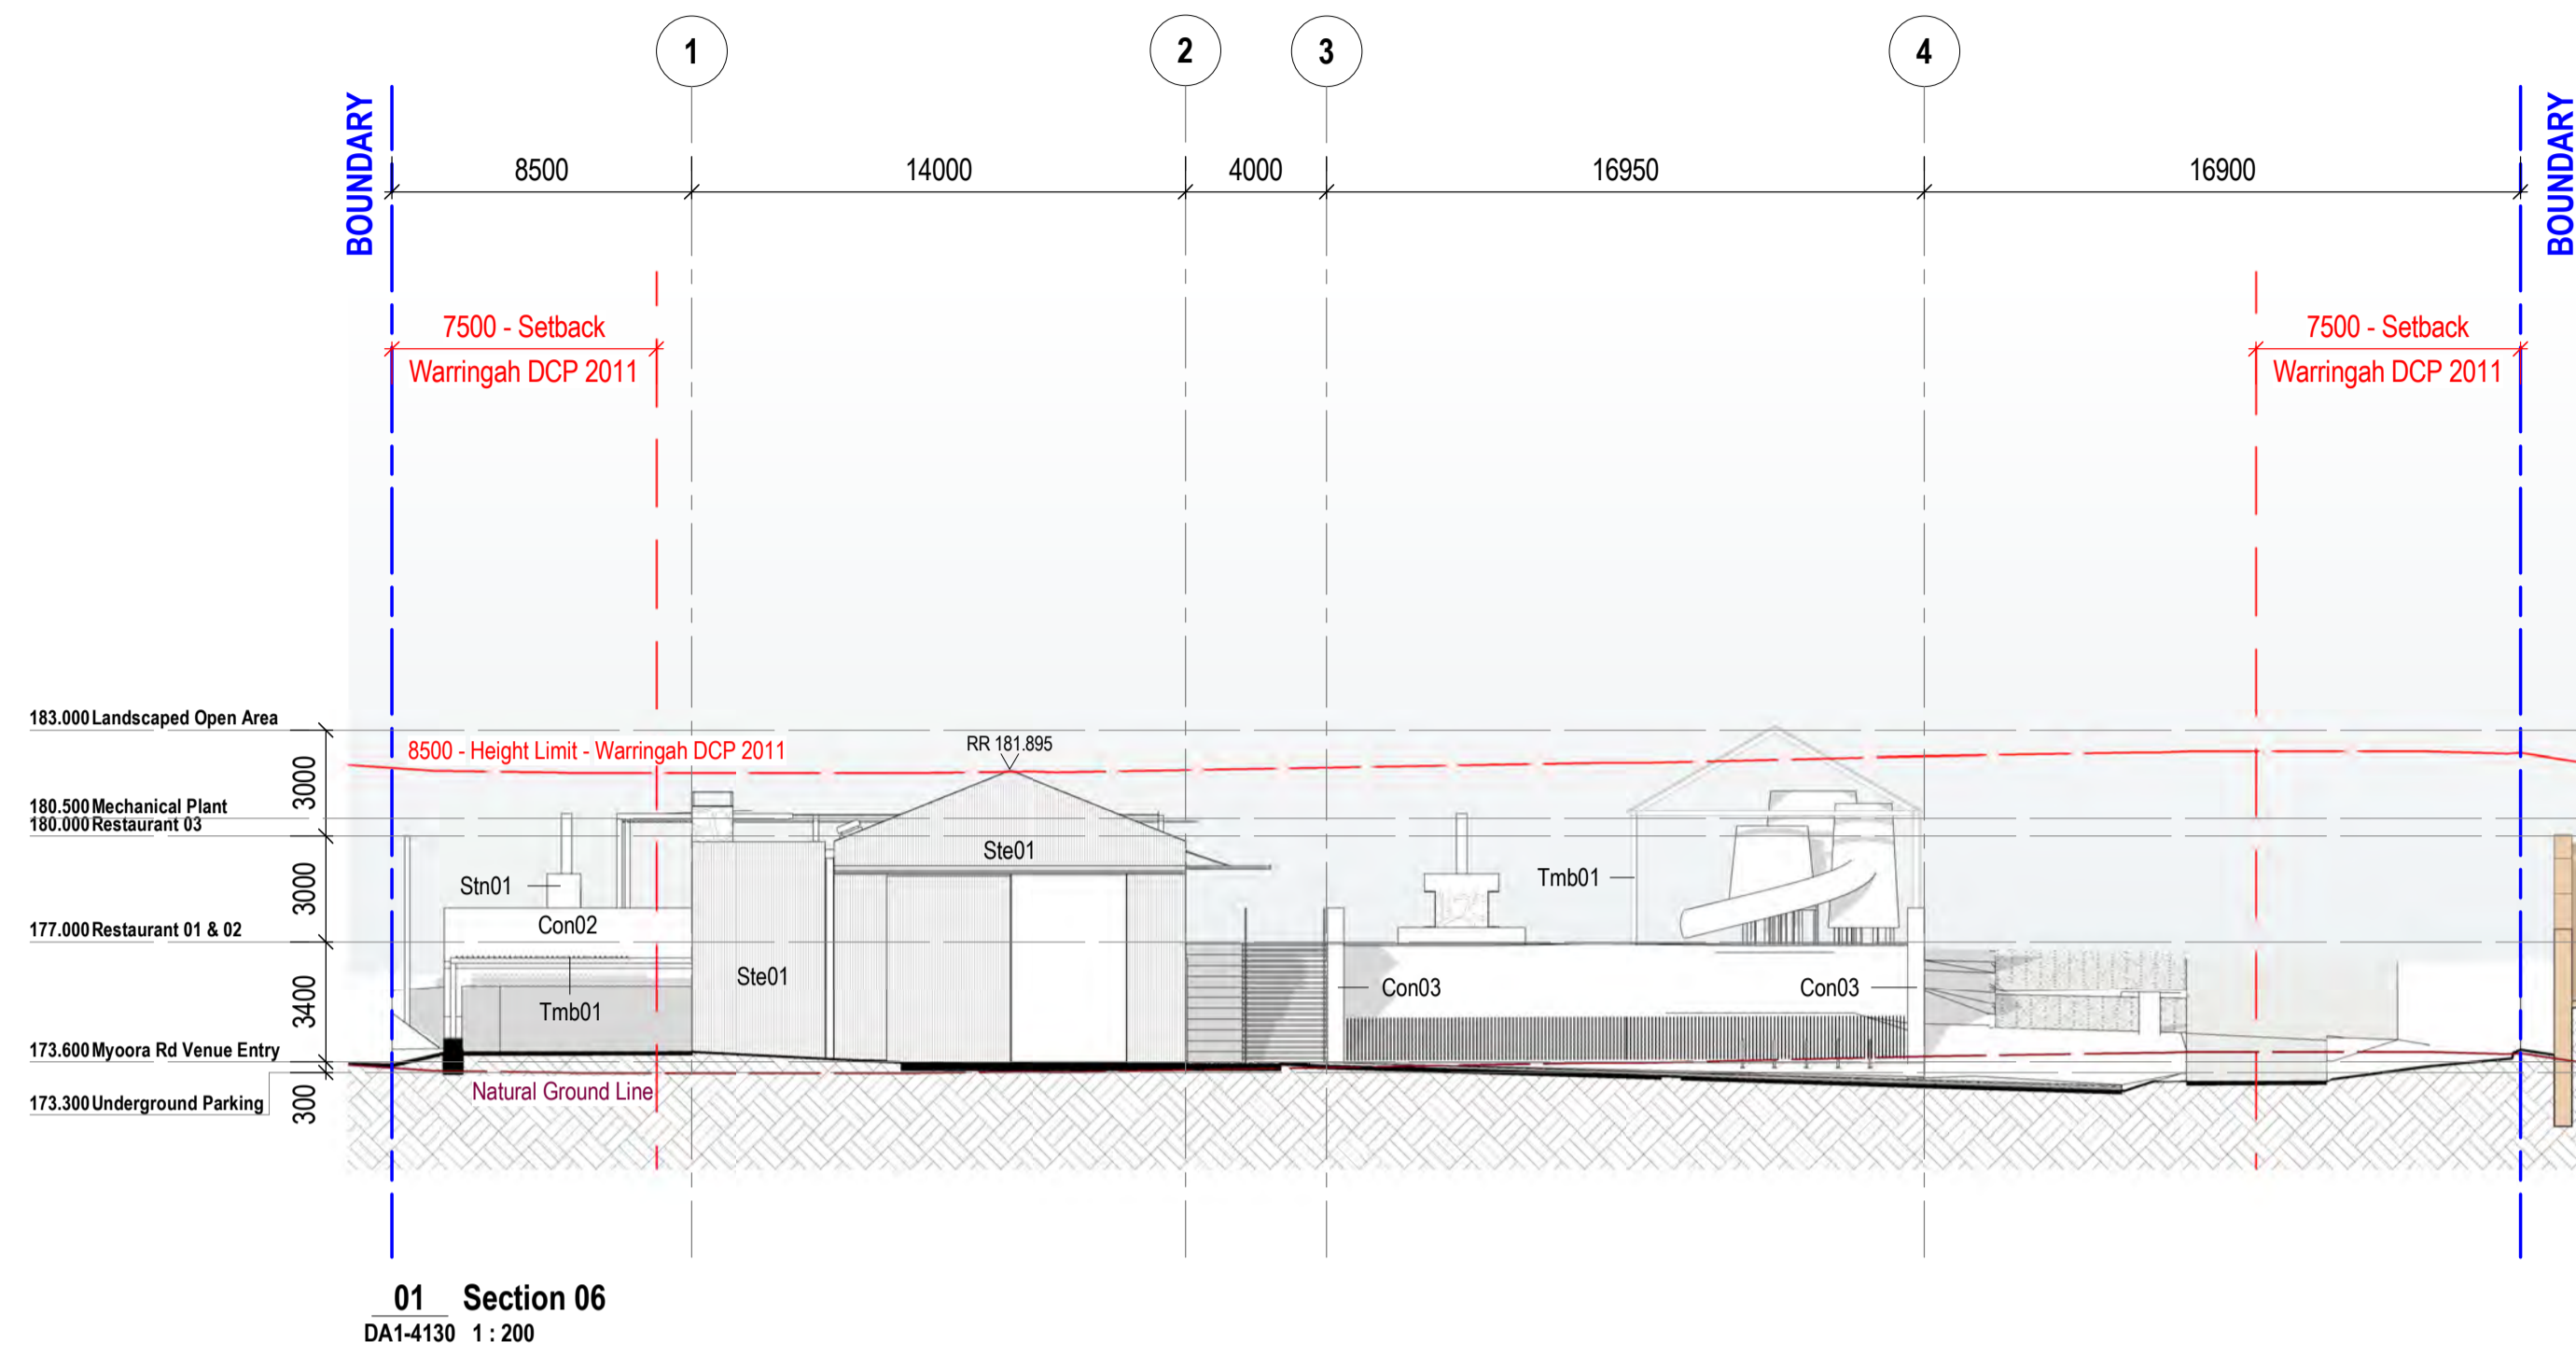 1
2
3
4
BOUNDARY
BOUNDARY
8500
14000
4000
16950
16900
7500 - Setback
Warringah DCP 2011
7500 - Setback
Warringah DCP 2011
183.000 Landscaped Open Area
8500 - Height Limit - Warringah DCP 2011
RR 181.895
3000
180.500 Mechanical Plant
180.000 Restaurant 03
Ste01
Stn01
Tmb01
3000
Con02
177.000 Restaurant 01 & 02
Ste01
Con03
Con03
3400
Tmb01
173.600 Myoora Rd Venue Entry
Natural Ground Line
173.300 Underground Parking
300
01 Section 06
DA1-4130 1 : 200